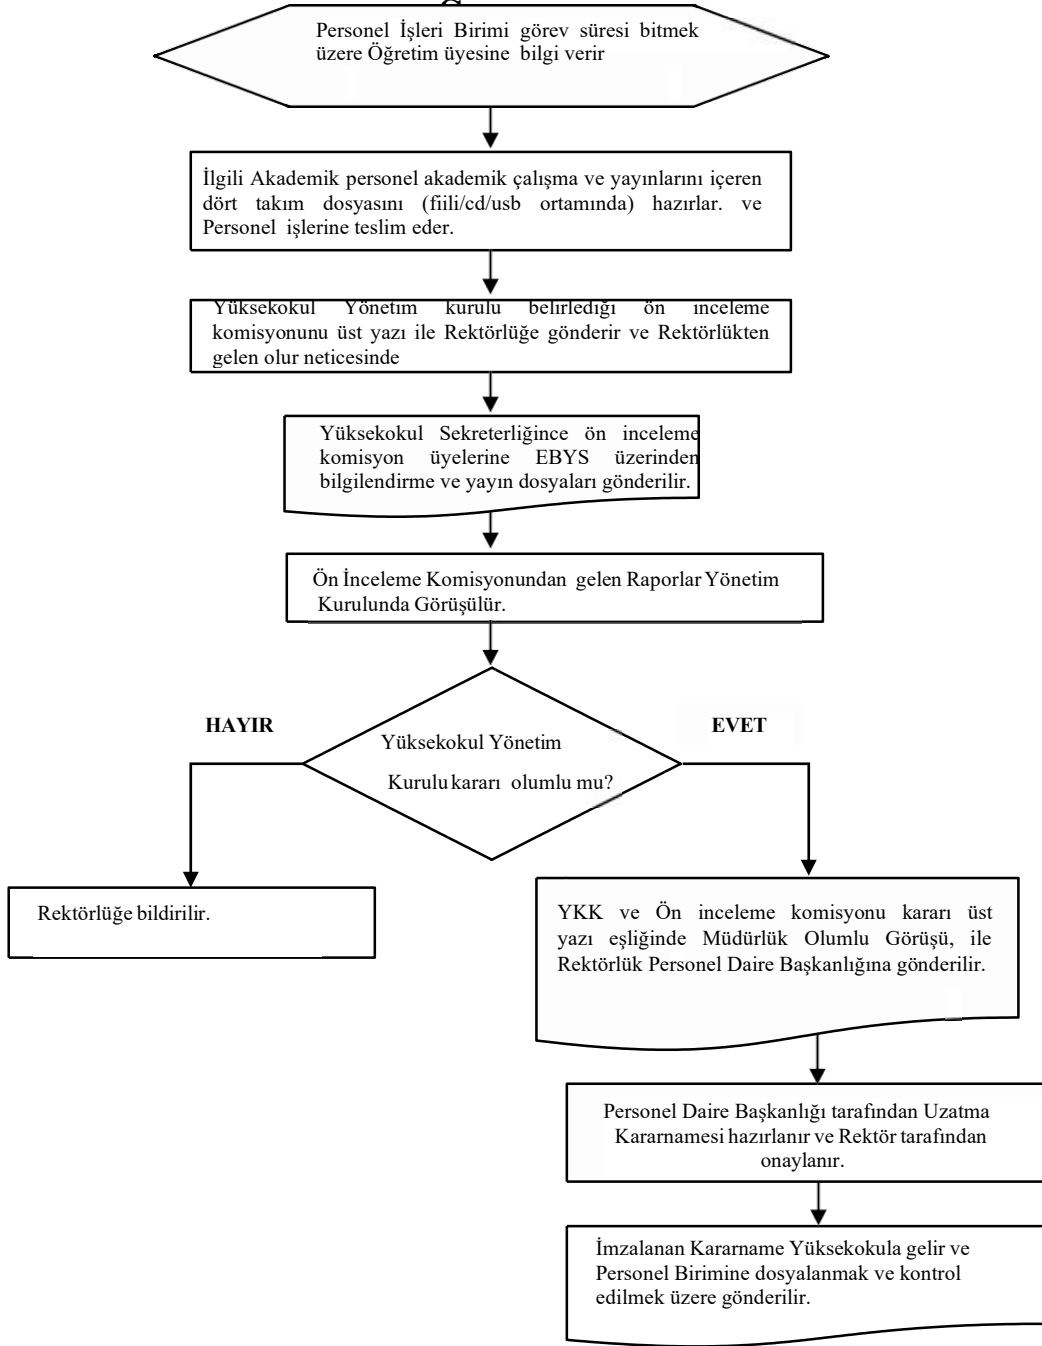 Personel İşleri Birimi görev süresi bitmek
üzere Öğretim üyesine bilgi verir
İlgili Akademik personel akademik çalışma ve yayınlarını içeren
dört takım dosyasını (fiili/cd/usb ortamında) hazırlar. ve
Personel işlerine teslim eder.
Yüksekokul Yönetim kurulu belirlediği ön inceleme
komisyonunu üst yazı ile Rektörlüğe gönderir ve Rektörlükten
gelen olur neticesinde
Yüksekokul Sekreterliğince ön inceleme
komisyon üyelerine EBYS üzerinden
bilgilendirme ve yayın dosyaları gönderilir.
Ön İnceleme Komisyonundan gelen Raporlar Yönetim
Kurulunda Görüşülür.
HAYIR
EVET
Yüksekokul Yönetim
Kurulu kararı olumlu mu?
Rektörlüğe bildirilir.
YKK ve Ön inceleme komisyonu kararı üst
yazı eşliğinde Müdürlük Olumlu Görüşü, ile
Rektörlük Personel Daire Başkanlığına gönderilir.
Personel Daire Başkanlığı tarafından Uzatma
Kararnamesi hazırlanır ve Rektör tarafından
onaylanır.
İmzalanan Kararname Yüksekokula gelir ve
Personel Birimine dosyalanmak ve kontrol
edilmek üzere gönderilir.